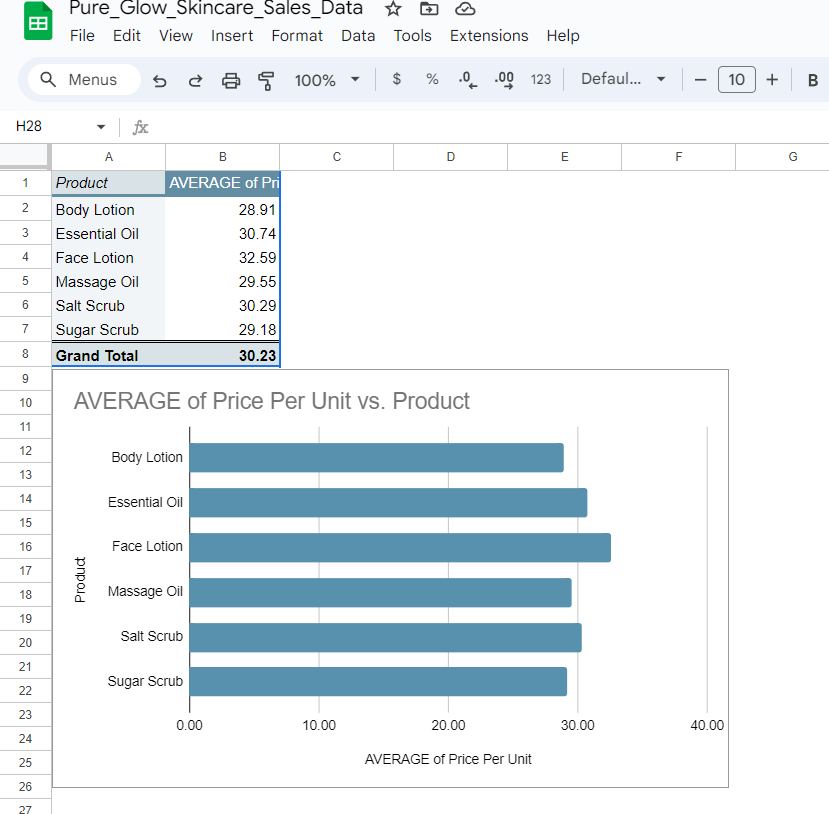 Pure_Glow_Skincare_Sales_Data
File Edit View Insert Format Data Tools Extensions Help
Menus 100% $ % .0 .00 123 Defaul... − 10 + B
H28 fx
A B C D E F G
1 Product AVERAGE of Pri
2 Body Lotion 28.91
3 Essential Oil 30.74
4 Face Lotion 32.59
5 Massage Oil 29.55
6 Salt Scrub 30.29
7 Sugar Scrub 29.18
8 Grand Total 30.23
9
10
11
12
13
14
15
16
17
18
19
20
21
22
23
24
25
26
27
AVERAGE of Price Per Unit vs. Product
Product
Body Lotion
Essential Oil
Face Lotion
Massage Oil
Salt Scrub
Sugar Scrub
0.00 10.00 20.00 30.00 40.00
AVERAGE of Price Per Unit